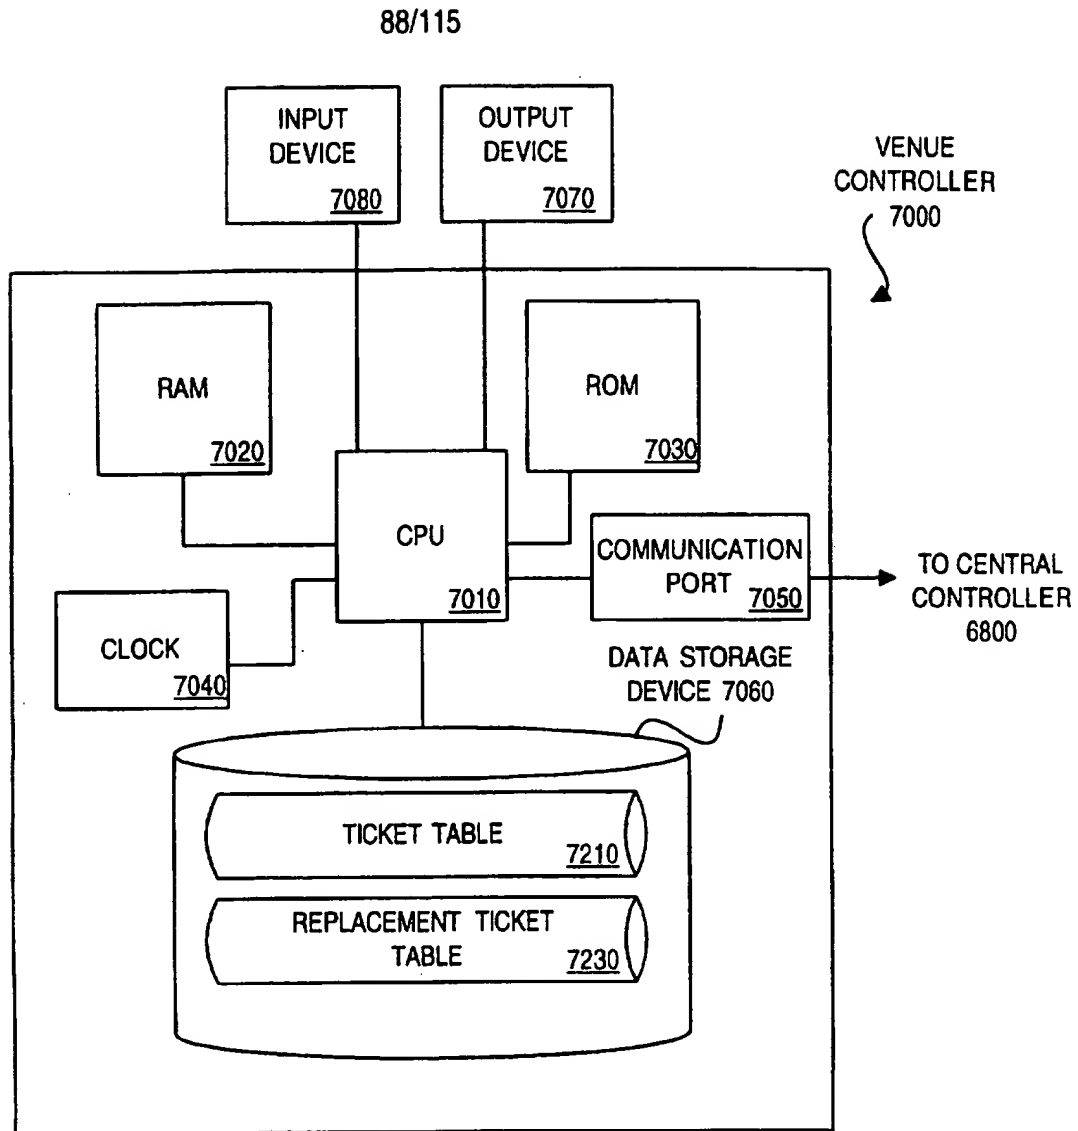 88/115
INPUT
DEVICE
7080
OUTPUT
DEVICE
7070
VENUE
CONTROLLER
7000
RAM
7020
ROM
7030
CPU
7010
COMMUNICATION
PORT
7050
TO CENTRAL
CONTROLLER
6800
CLOCK
7040
DATA STORAGE
DEVICE 7060
TICKET TABLE
7210
REPLACEMENT TICKET
TABLE
7230